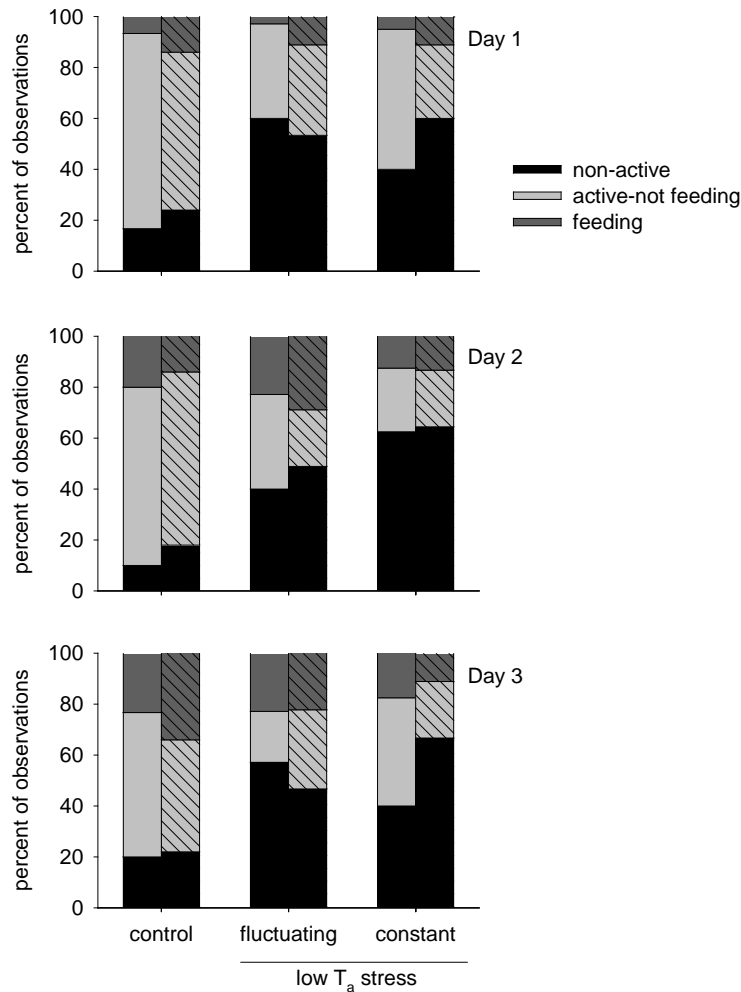 100
80
60
40
20
0
percent of observations
Day 1
non-active
active-not feeding
feeding
100
80
60
40
20
0
percent of observations
Day 2
100
80
60
40
20
0
percent of observations
Day 3
control fluctuating constant
low Ta stress